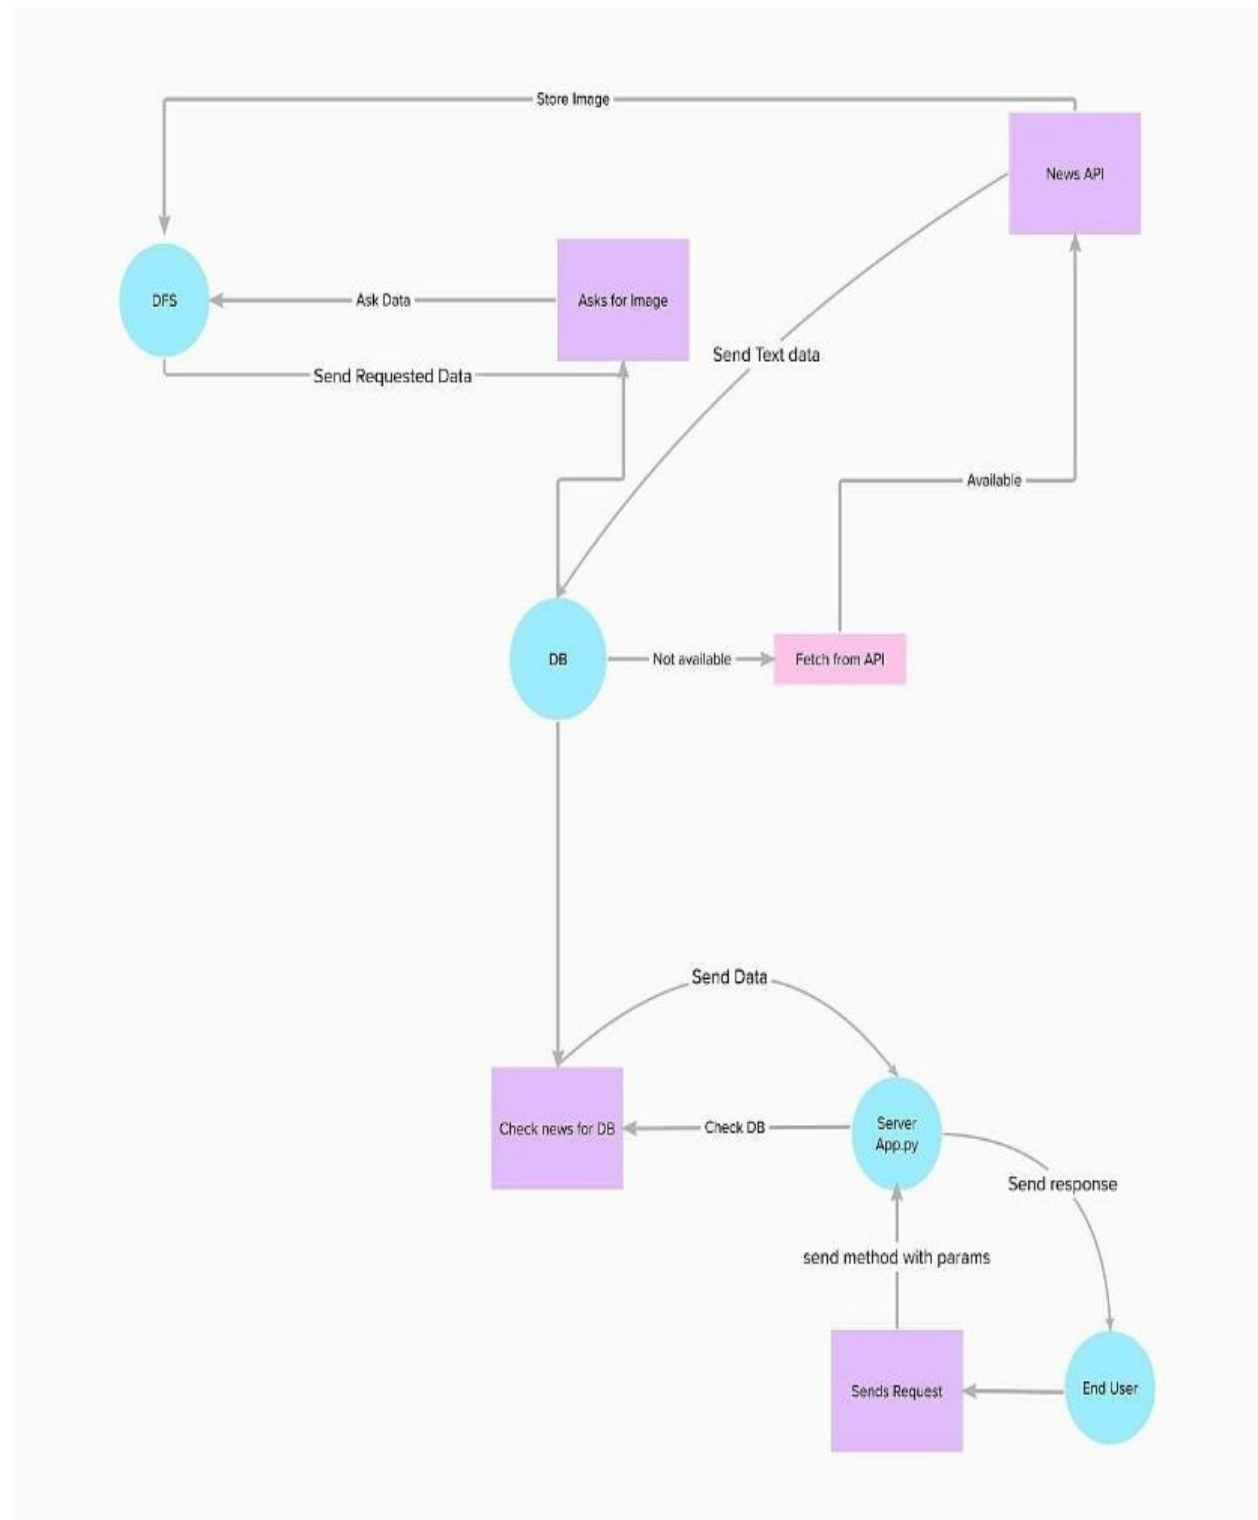 Store Image
News API
DFS
Ask Data
Asks for Image
Send Text data
Send Requested Data
Available
DB
Not available
Fetch from API
Send Data
Check news for DB
Check DB
Server
App.py
Send response
send method with params
Sends Request
End User